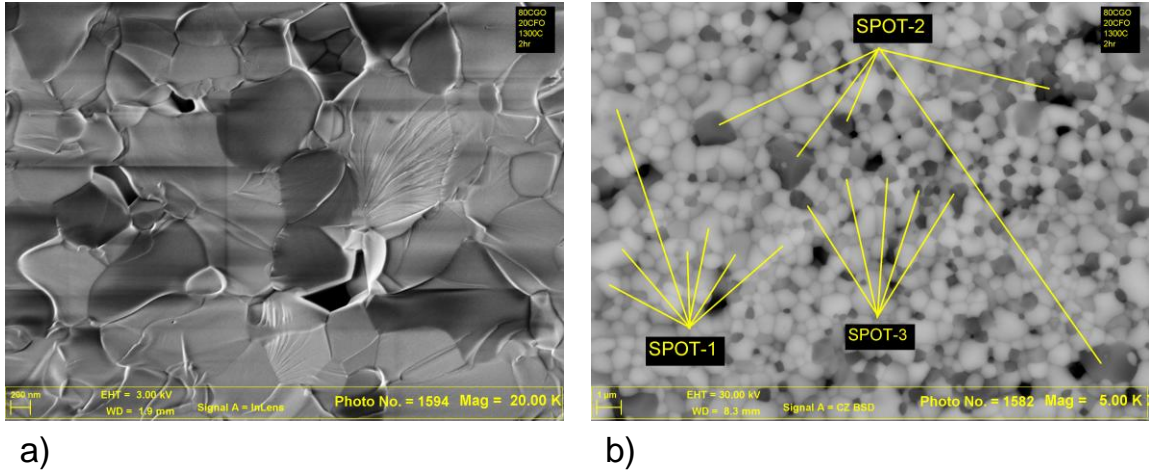 80CGO
20CFO
1300C
2hr
200 nm
EHT = 3.00 kV
WD = 1.9 mm
Signal A = InLens
Photo No. = 1594
Mag = 20.00 K
a)
80CGO
20CFO
1300C
2hr
SPOT-2
SPOT-1
SPOT-3
1 µm
EHT = 30.00 kV
WD = 8.3 mm
Signal A = CZ BSD
Photo No. = 1582
Mag = 5.00 K
b)